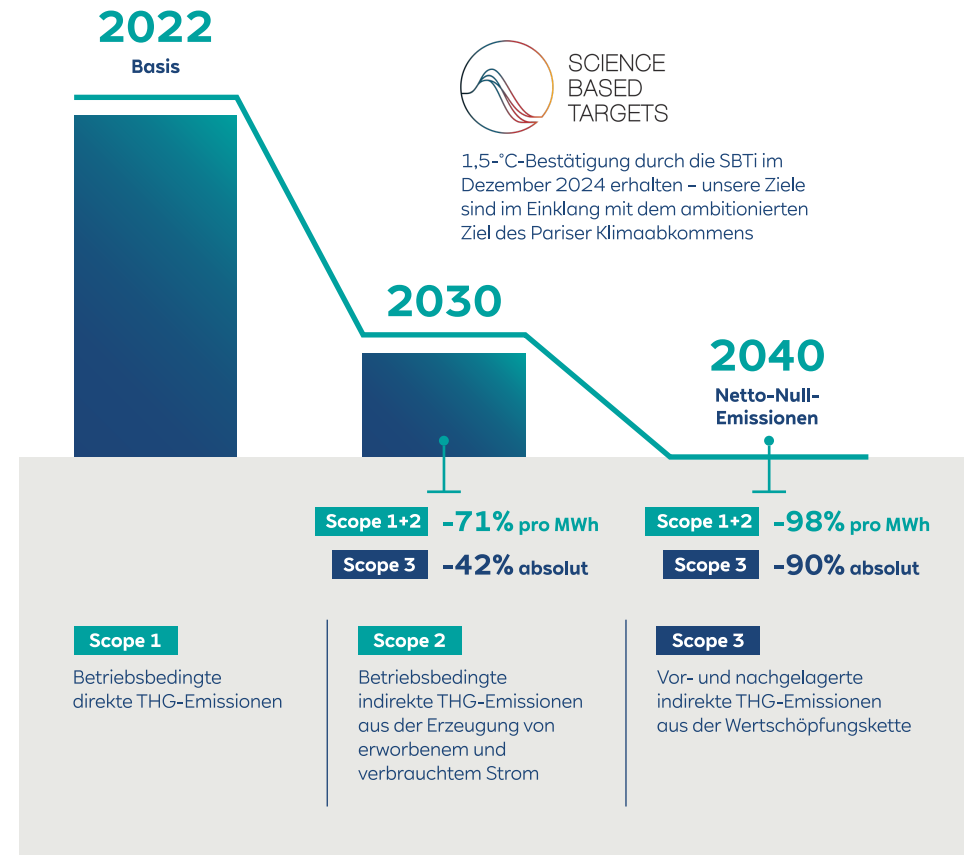 2022
Basis
SCIENCE
BASED
TARGETS
1,5-°C-Bestätigung durch die SBTi im
Dezember 2024 erhalten – unsere Ziele
sind im Einklang mit dem ambitionierten
Ziel des Pariser Klimaabkommens
2030
2040
Netto-Null-
Emissionen
Scope 1+2 -71% pro MWh
Scope 3 -42% absolut
Scope 1+2 -98% pro MWh
Scope 3 -90% absolut
Scope 1
Betriebsbedingte
direkte THG-Emissionen
Scope 2
Betriebsbedingte
indirekte THG-Emissionen
aus der Erzeugung von
erworbenem und
verbrauchtem Strom
Scope 3
Vor- und nachgelagerte
indirekte THG-Emissionen
aus der Wertschöpfungskette